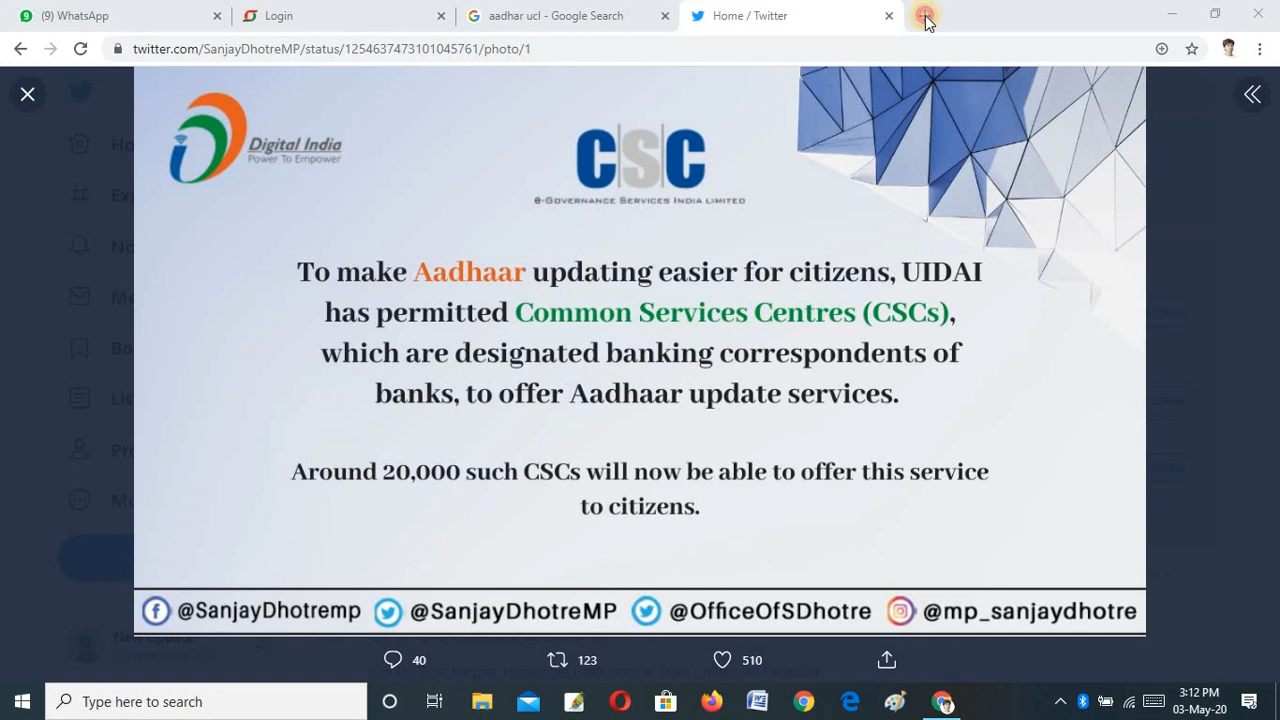 (9) WhatsApp
Login
aadhar ucl - Google Search
Home / Twitter
twitter.com/SanjayDhotreMP/status/1254637473101045761/photo/1
Digital India
Power To Empower
CSC
e-Governance Services India Limited
To make Aadhaar updating easier for citizens, UIDAI
has permitted Common Services Centres (CSCs),
which are designated banking correspondents of
banks, to offer Aadhaar update services.
Around 20,000 such CSCs will now be able to offer this service
to citizens.
@SanjayDhotremp
@SanjayDhotreMP
@OfficeOfSDhotre
@mp_sanjaydhotre
40
123
510
Type here to search
3:12 PM
03-May-20